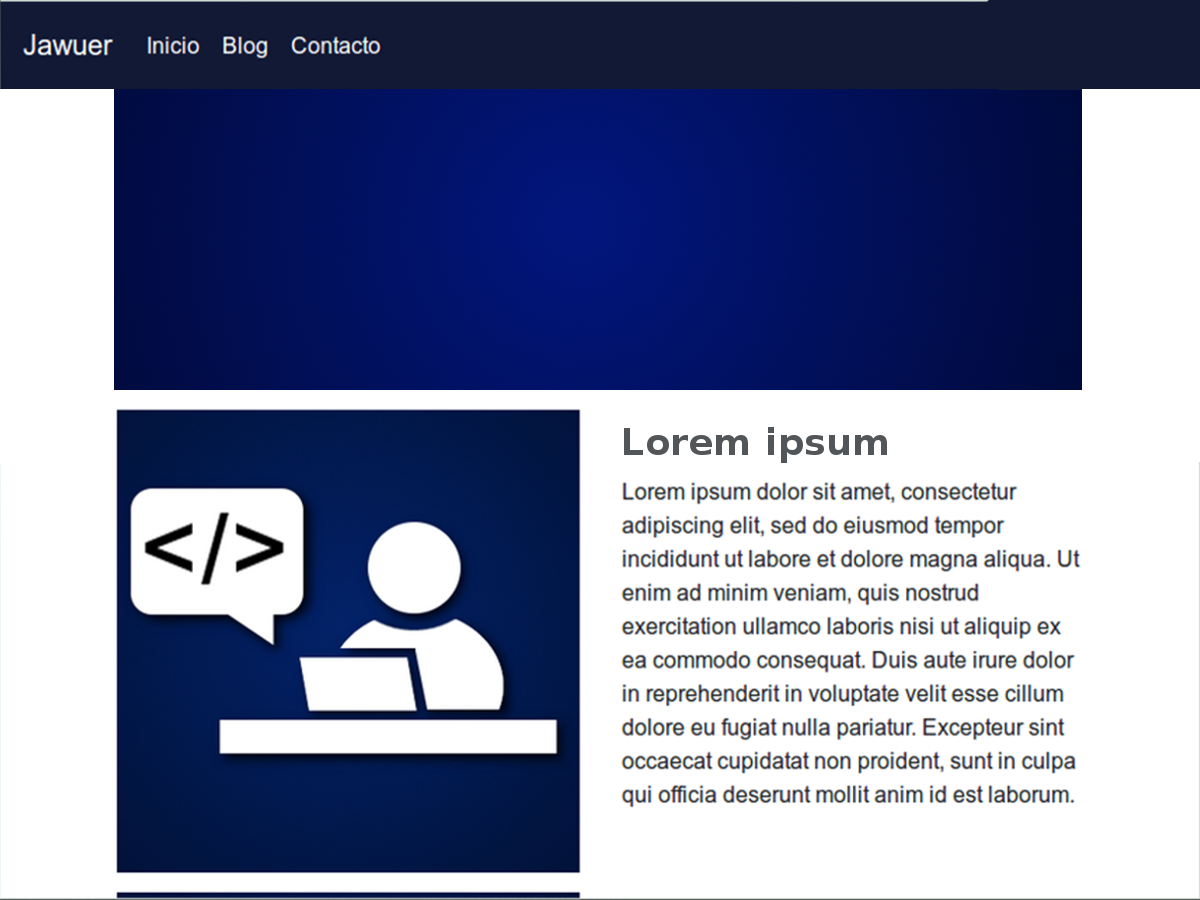 Jawuer Inicio Blog Contacto
</>
Lorem ipsum
Lorem ipsum dolor sit amet, consectetur
adipiscing elit, sed do eiusmod tempor
incididunt ut labore et dolore magna aliqua. Ut
enim ad minim veniam, quis nostrud
exercitation ullamco laboris nisi ut aliquip ex
ea commodo consequat. Duis aute irure dolor
in reprehenderit in voluptate velit esse cillum
dolore eu fugiat nulla pariatur. Excepteur sint
occaecat cupidatat non proident, sunt in culpa
qui officia deserunt mollit anim id est laborum.